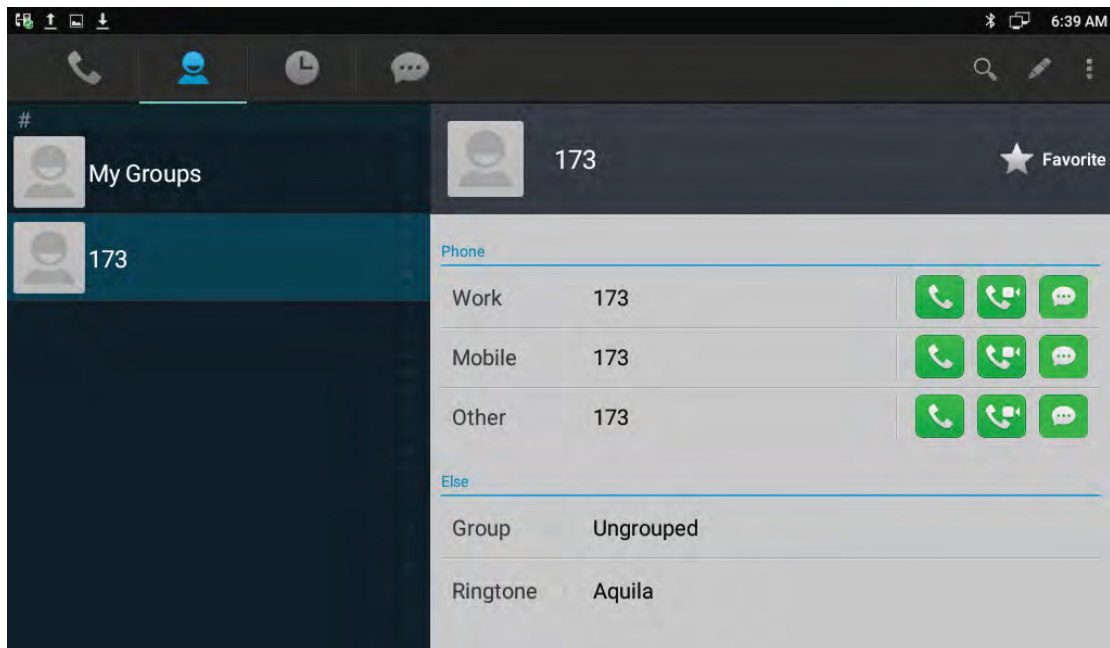 6:39 AM
#
My Groups
173
173
Favorite
Phone
Work 173
Mobile 173
Other 173
Else
Group Ungrouped
Ringtone Aquila